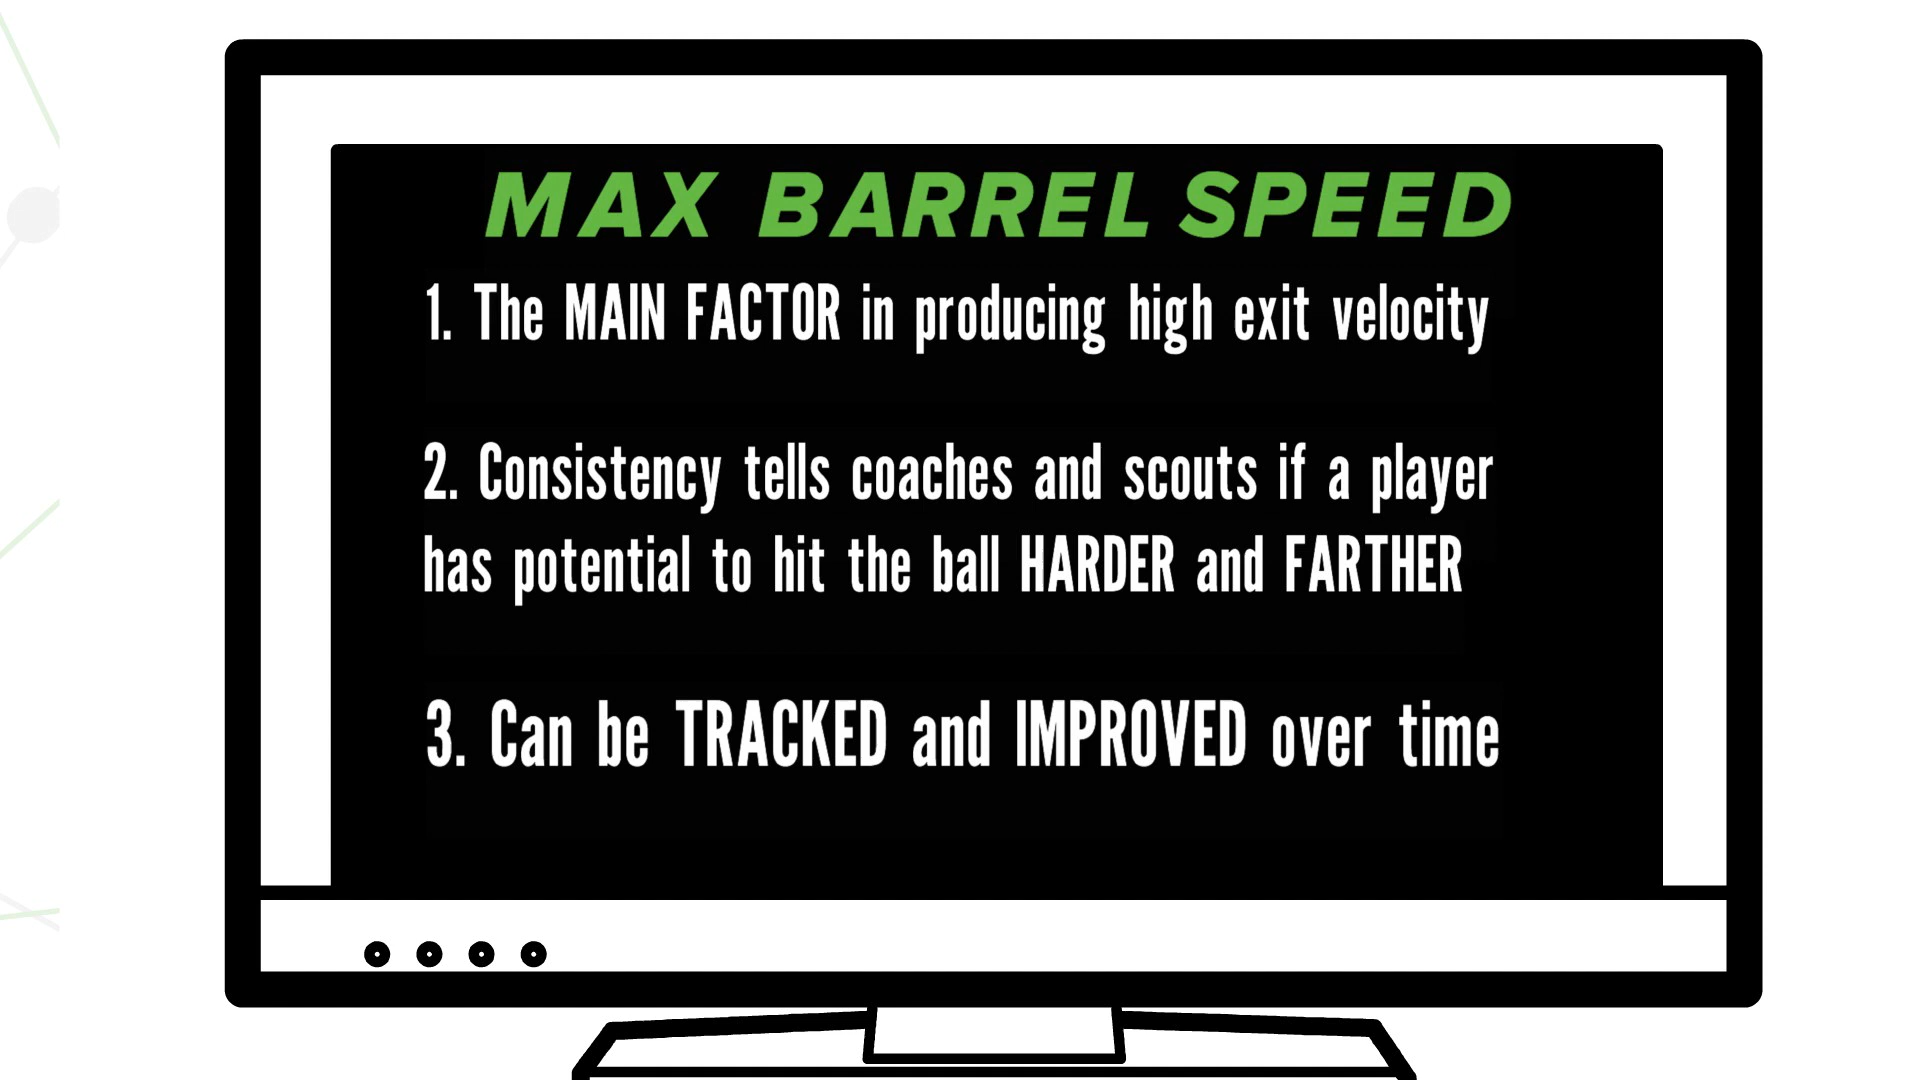 MAX BARREL SPEED
1. The MAIN FACTOR in producing high exit velocity
2. Consistency tells coaches and scouts if a player
has potential to hit the ball HARDER and FARTHER
3. Can be TRACKED and IMPROVED over time